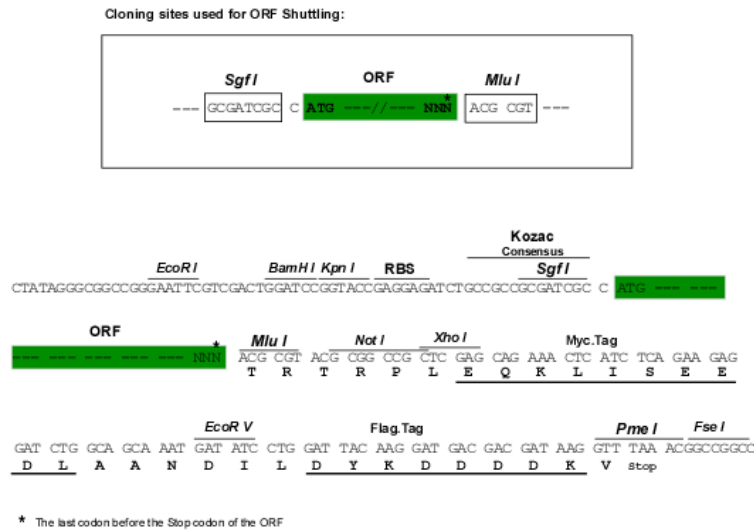 Cloning sites used for ORF Shuttling:
Sgf I ORF Mlu I
--- GCGATCGC C ATG ---//--- NNN* ACG CGT ---
Kozac
Consensus
EcoR I BamH I Kpn I RBS Sgf I
CTATAGGGCGGCCGGGAATTCGTCGACTGGATCCGGTACCGAGGAGATCTGCCGCCGCGATCGC C ATG --- ---
ORF Mlu I Not I Xho I Myc.Tag
--- --- --- --- --- --- NNN* ACG CGT ACG CGG CCG CTC GAG CAG AAA CTC ATC TCA GAA GAG
T R T R P L E Q K L I S E E
EcoR V Flag.Tag Pme I Fse I
GAT CTG GCA GCA AAT GAT ATC CTG GAT TAC AAG GAT GAC GAC GAT AAG GTT TAA ACGGCCGGCC
D L A A N D I L D Y K D D D D K V Stop
* The last codon before the Stop codon of the ORF